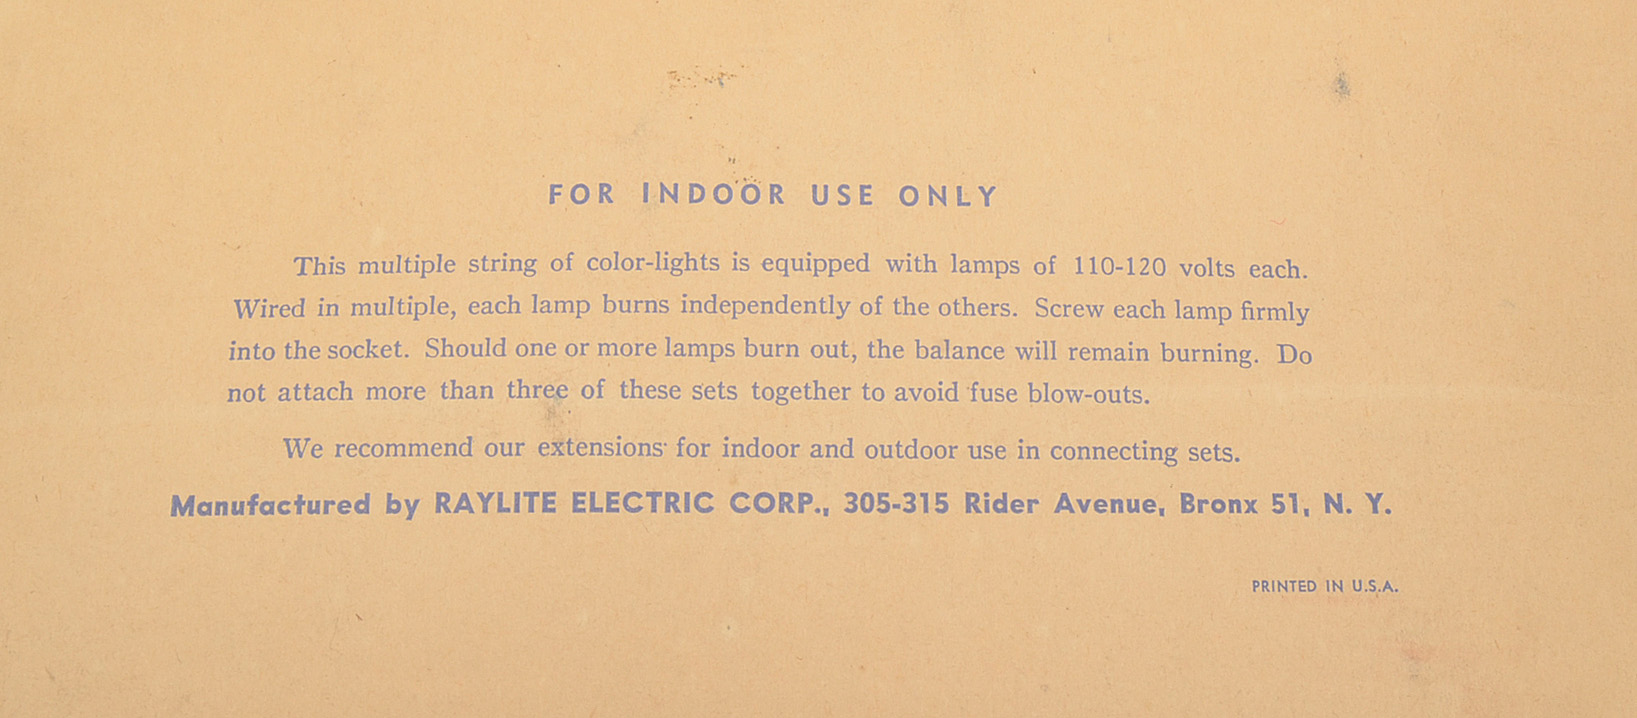 FOR INDOOR USE ONLY
This multiple string of color-lights is equipped with lamps of 110-120 volts each.
Wired in multiple, each lamp burns independently of the others. Screw each lamp firmly
into the socket. Should one or more lamps burn out, the balance will remain burning. Do
not attach more than three of these sets together to avoid fuse blow-outs.
We recommend our extensions for indoor and outdoor use in connecting sets.
Manufactured by RAYLITE ELECTRIC CORP., 305-315 Rider Avenue, Bronx 51, N. Y.
PRINTED IN U.S.A.